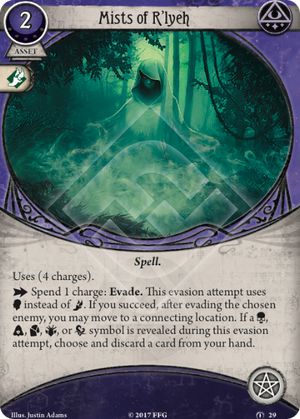 2
Mists of R'lyeh
ASSET
Spell.
Uses (4 charges).
Spend 1 charge: Evade. This evasion attempt uses
instead of . If you succeed, after evading the chosen
enemy, you may move to a connecting location. If a ,
, , , or symbol is revealed during this evasion
attempt, choose and discard a card from your hand.
Illus. Justin Adams
© 2017 FFG
29